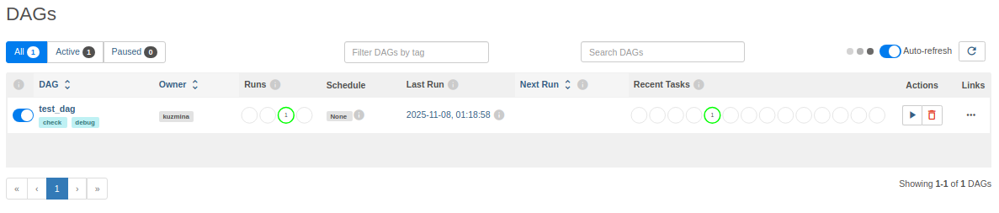 DAGs
All 1 Active 1 Paused 0 Filter DAGs by tag Search DAGs Auto-refresh
DAG Owner Runs Schedule Last Run Next Run Recent Tasks Actions Links
test_dag kuzmina 1 None 2025-11-08, 01:18:58 1
check debug
« ‹ 1 › » Showing 1-1 of 1 DAGs